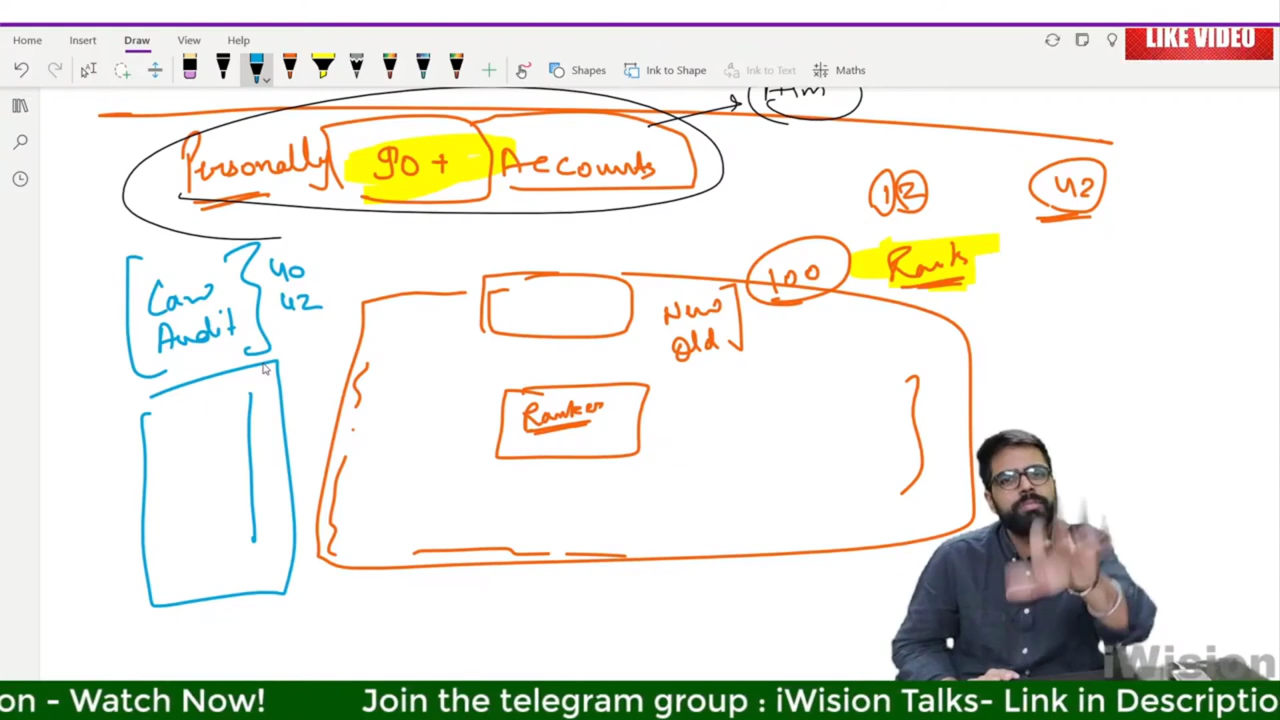 Home Insert Draw View Help
LIKE VIDEO
Shapes Ink to Shape Ink to Text Maths
Personally 90+ Accounts
12
42
Law
Audit
40
42
100
Rank
New
Old
Ranker
iWision
on - Watch Now! Join the telegram group : iWision Talks- Link in Descriptio